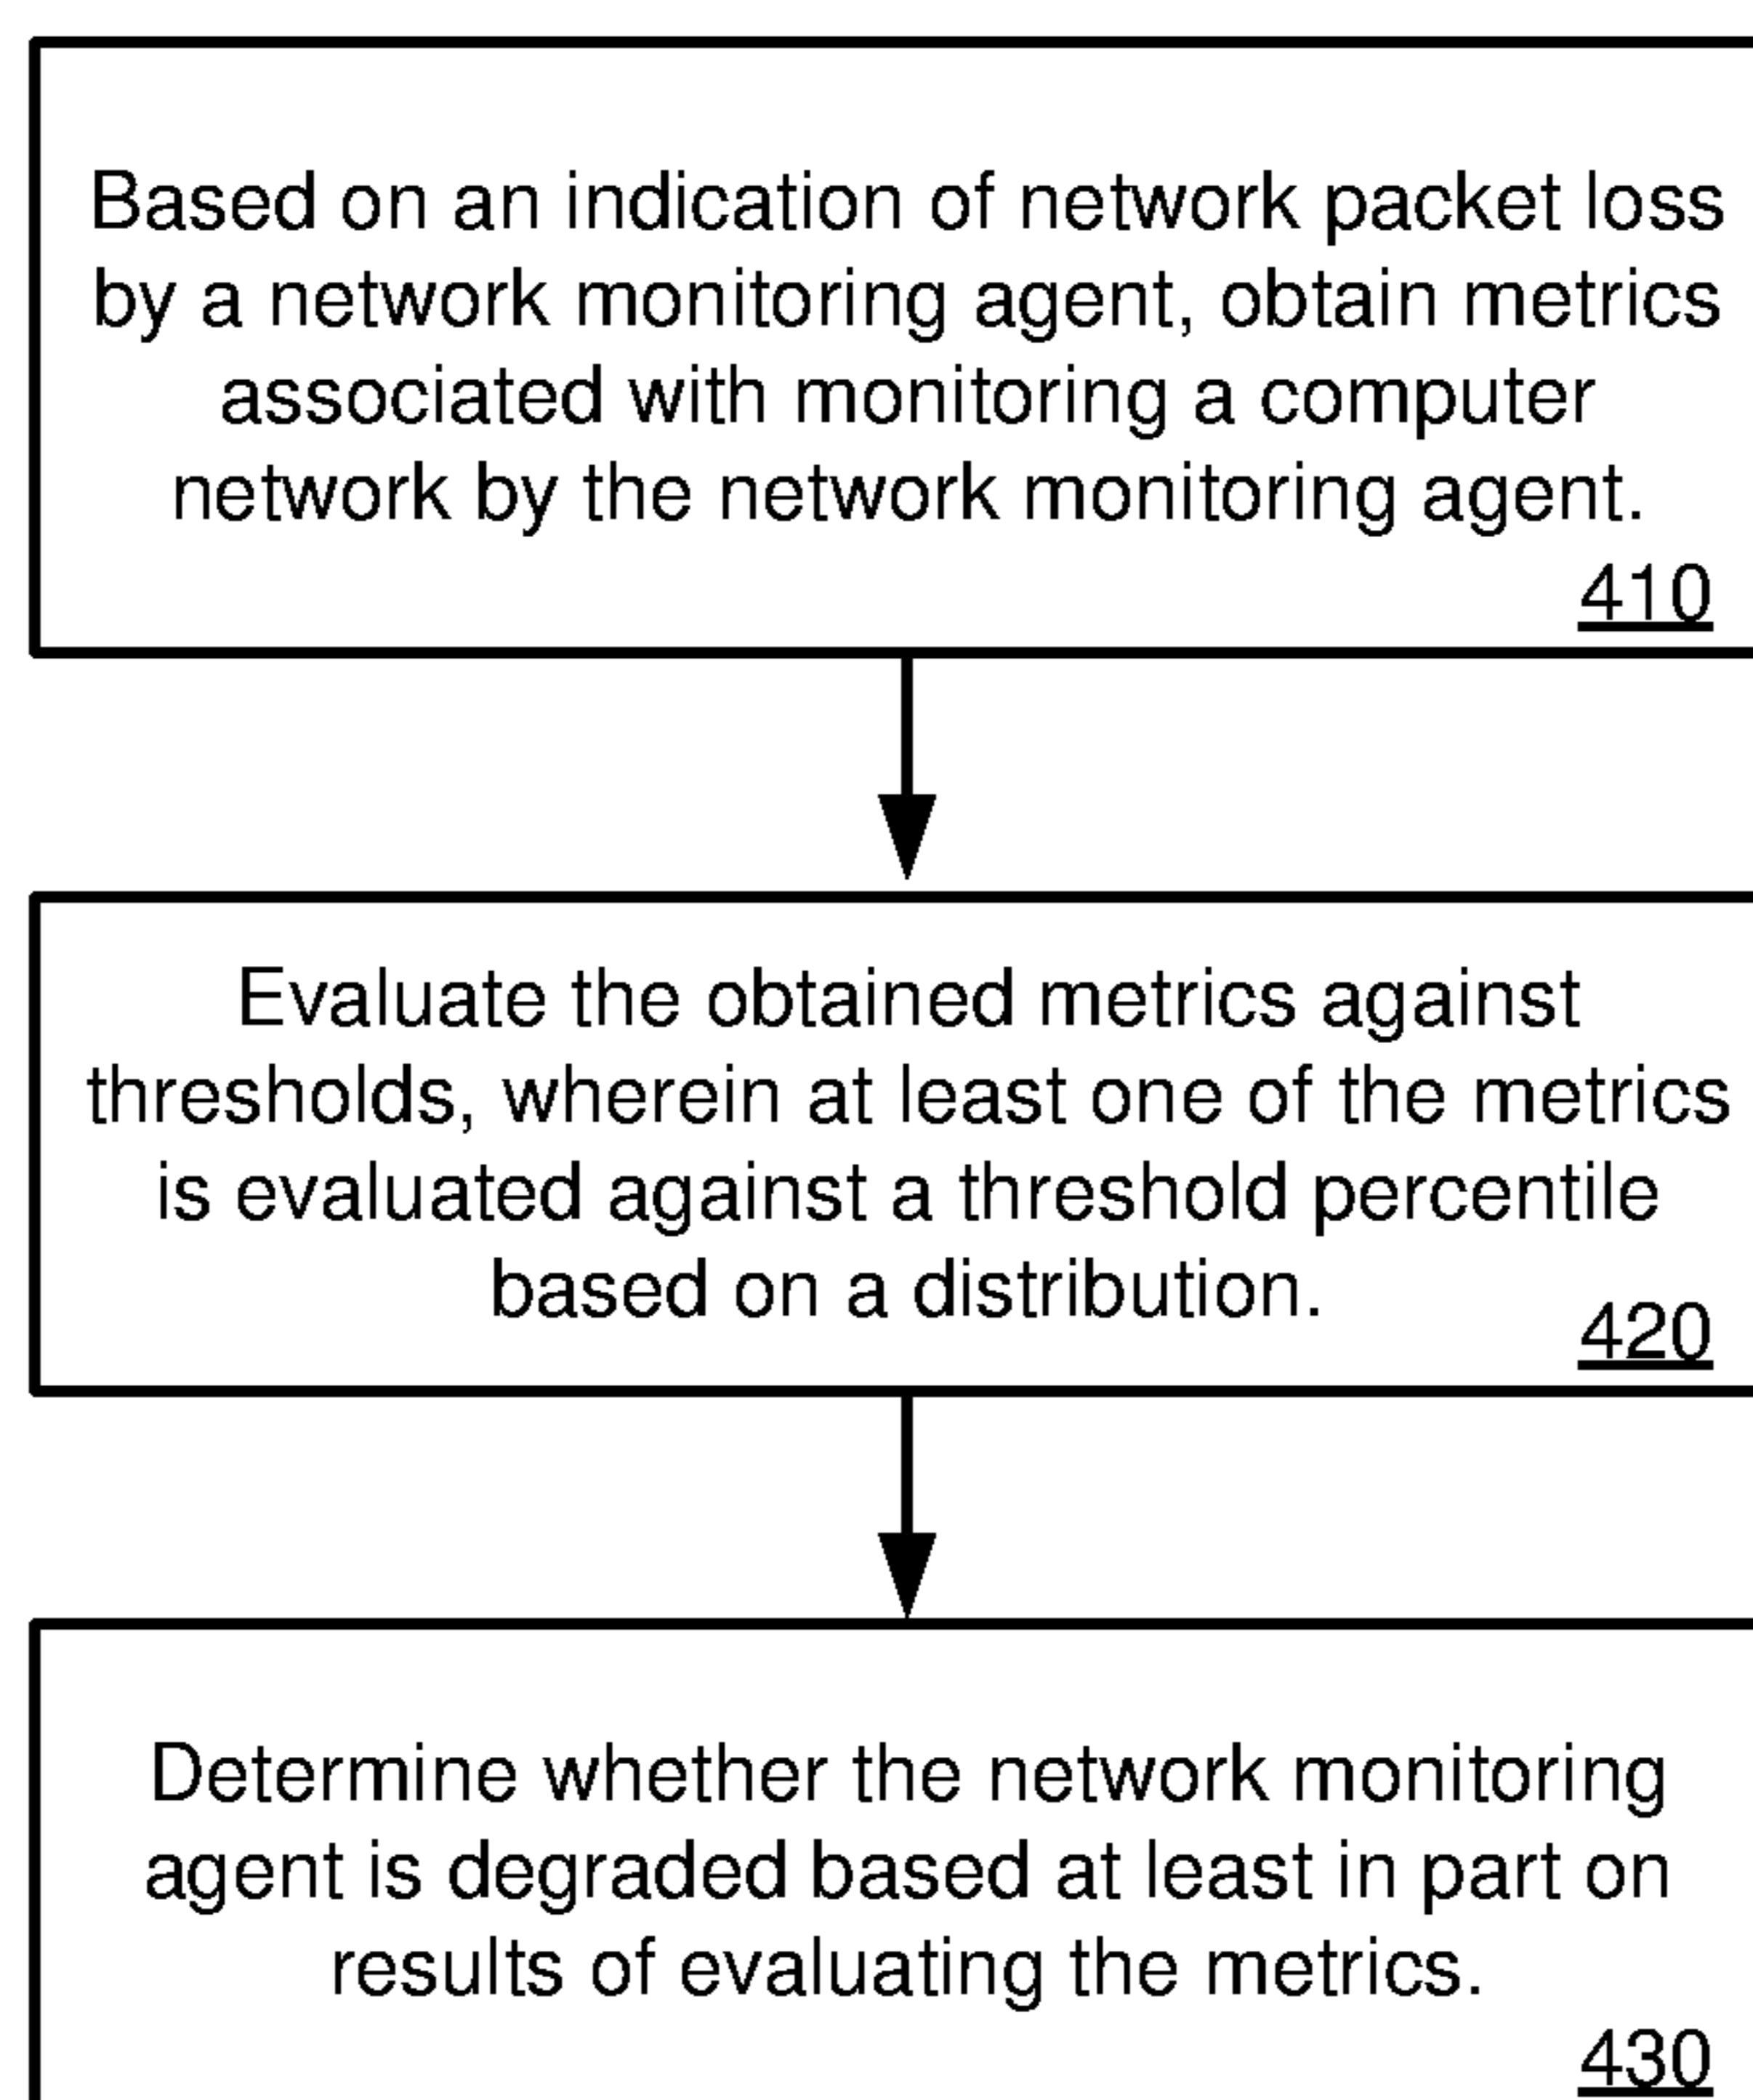 Based on an indication of network packet loss
by a network monitoring agent, obtain metrics
associated with monitoring a computer
network by the network monitoring agent.
410
Evaluate the obtained metrics against
thresholds, wherein at least one of the metrics
is evaluated against a threshold percentile
based on a distribution.
420
Determine whether the network monitoring
agent is degraded based at least in part on
results of evaluating the metrics.
430